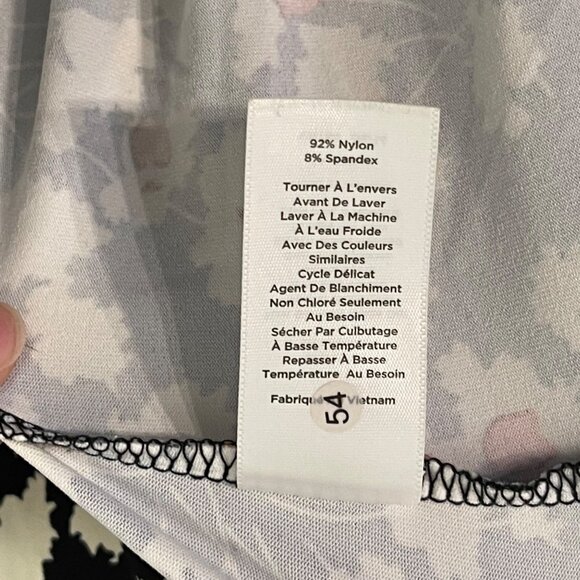 92% Nylon
8% Spandex
Tourner À L'envers
Avant De Laver
Laver À La Machine
À L'eau Froide
Avec Des Couleurs
Similaires
Cycle Délicat
Agent De Blanchiment
Non Chloré Seulement
Au Besoin
Sécher Par Culbutage
À Basse Température
Repasser À Basse
Température Au Besoin
Vietnam
54